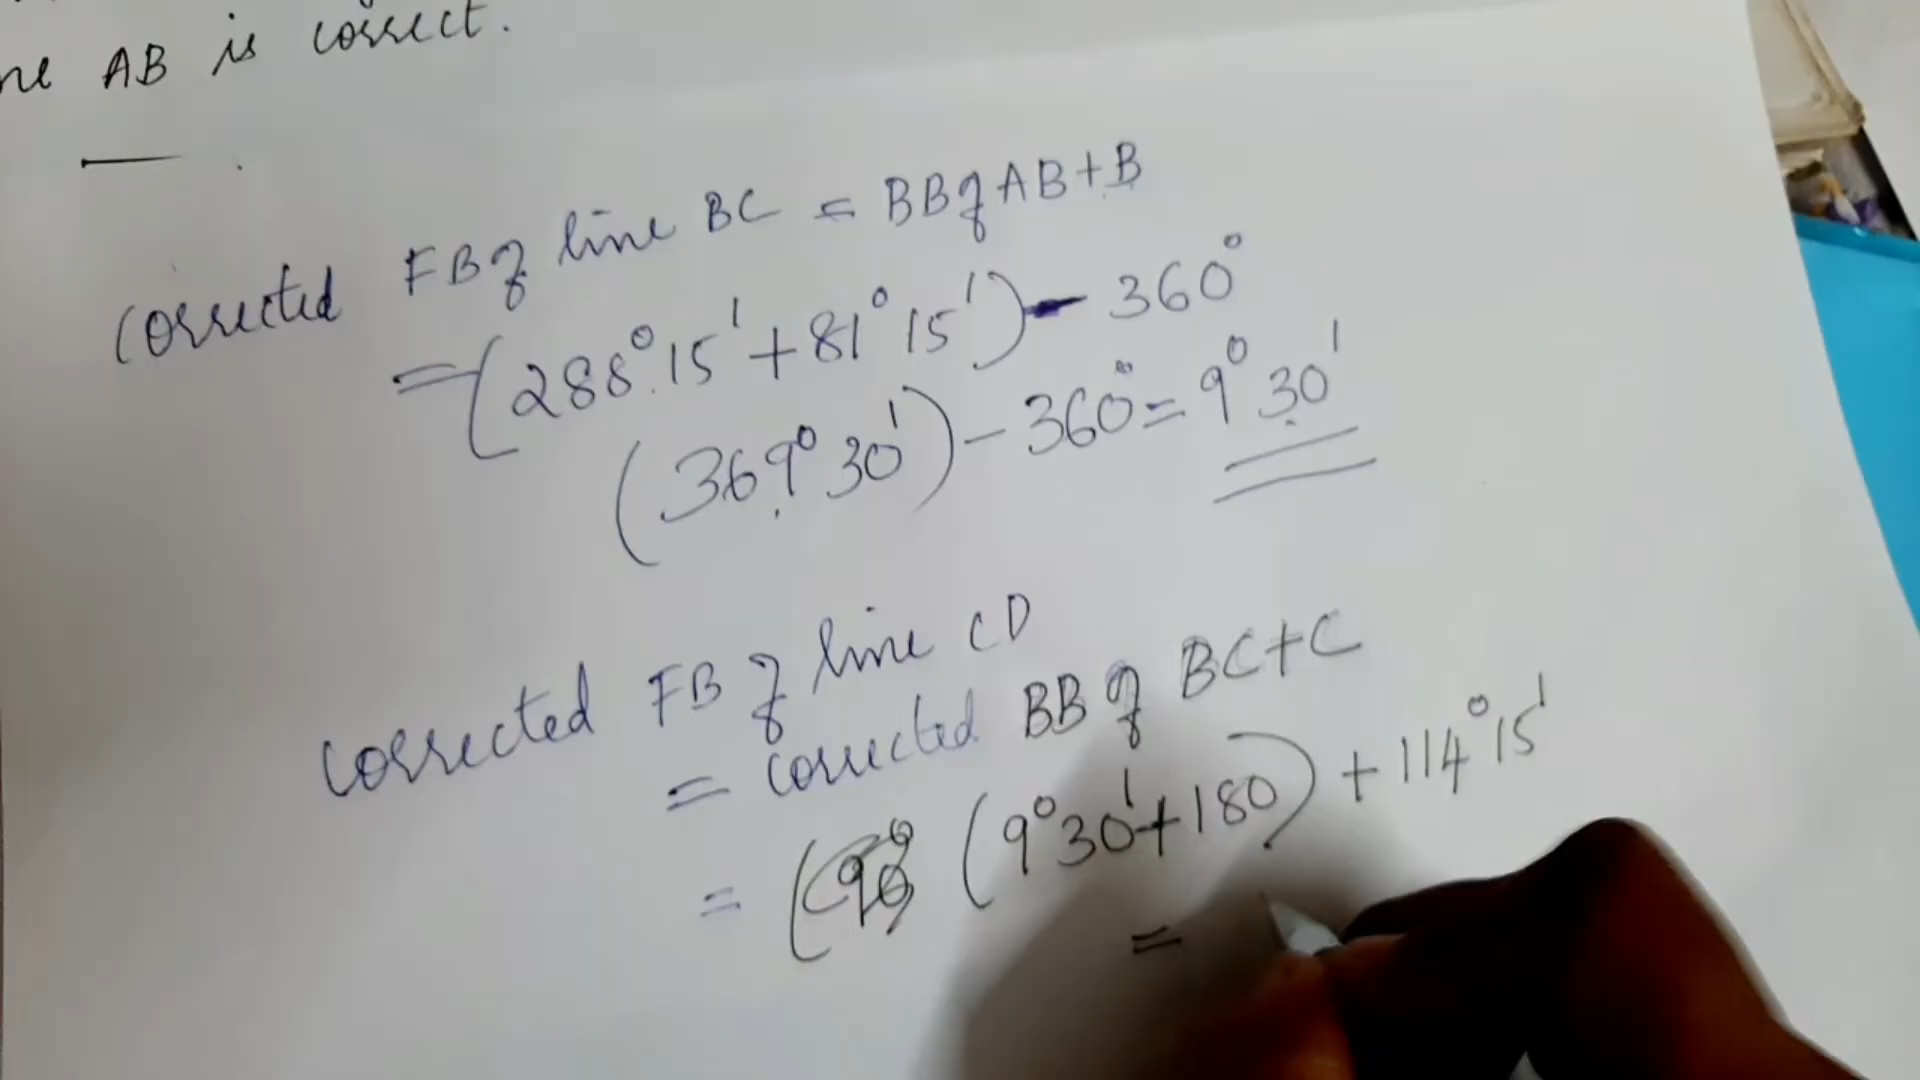 AB is correct.
corrected FB of line BC = BB of AB + B
= (288° 15' + 81° 15') - 360°
(369° 30') - 360° = 9° 30'
corrected FB of line CD
= corrected BB of BC + C
= (9° 30' + 180) + 114° 15'
=